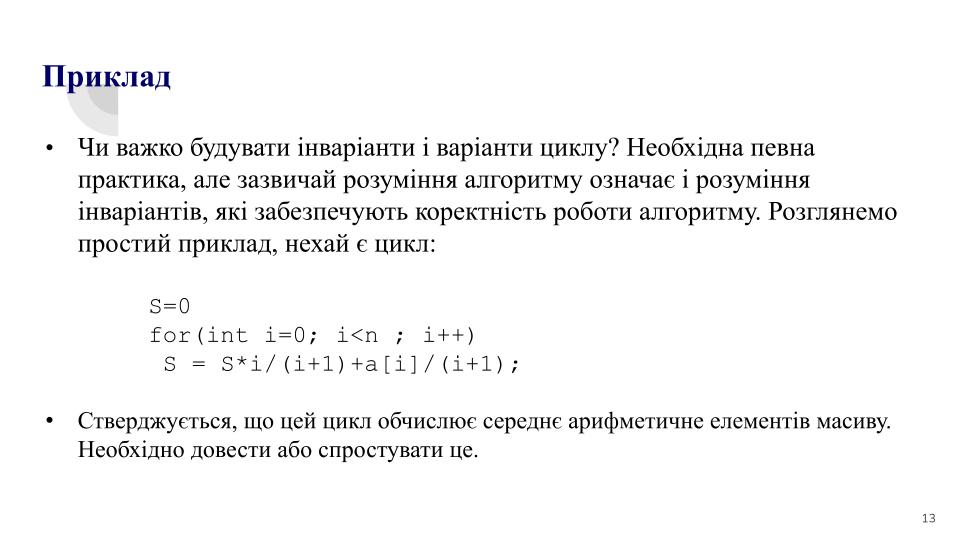 Приклад
• Чи важко будувати інваріанти і варіанти циклу? Необхідна певна
практика, але зазвичай розуміння алгоритму означає і розуміння
інваріантів, які забезпечують коректність роботи алгоритму. Розглянемо
простий приклад, нехай є цикл:
S=0
for(int i=0; i<n ; i++)
S = S*i/(i+1)+a[i]/(i+1);
• Стверджується, що цей цикл обчислює середнє арифметичне елементів масиву.
Необхідно довести або спростувати це.
13